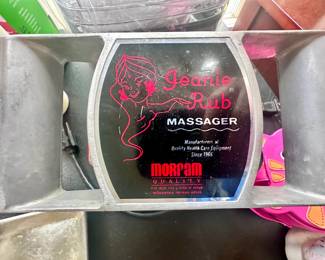 Jeanie
Rub
MASSAGER
Manufacturers of
Quality Health Care Equipment
Since 1965
morfam
QUALITY